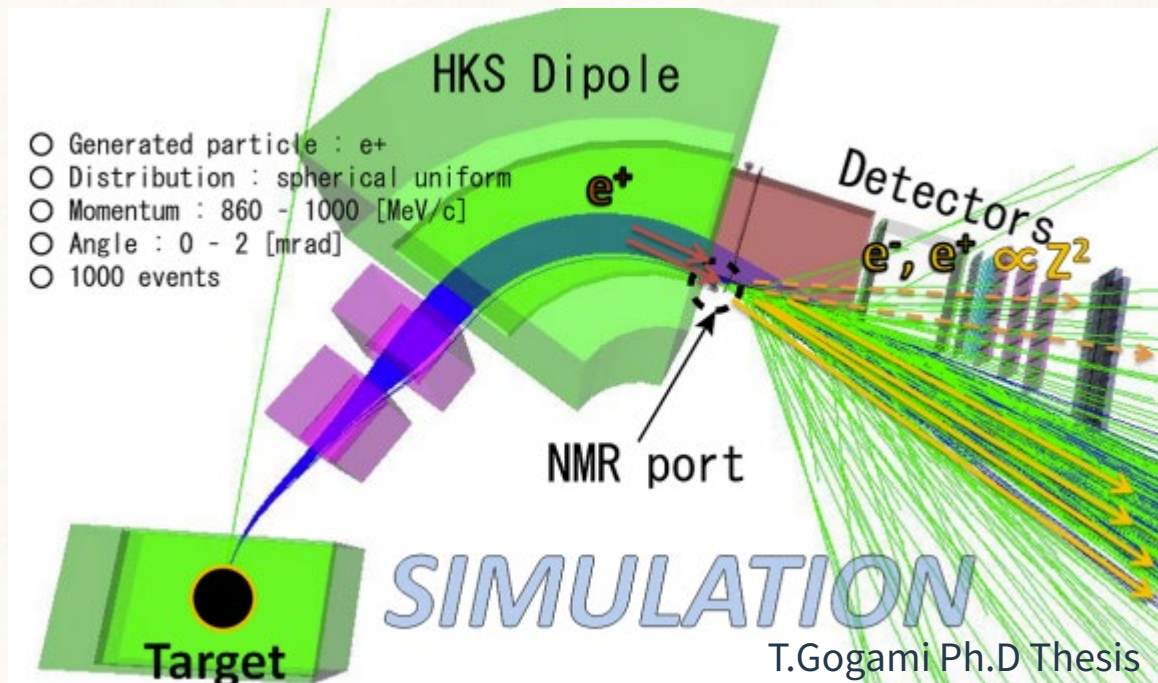 HKS Dipole
○ Generated particle : e+
○ Distribution : spherical uniform
○ Momentum : 860 - 1000 [MeV/c]
○ Angle : 0 - 2 [mrad]
○ 1000 events
e⁺
Detectors
e⁻, e⁺ ∝ Z²
NMR port
SIMULATION
Target
T.Gogami Ph.D Thesis